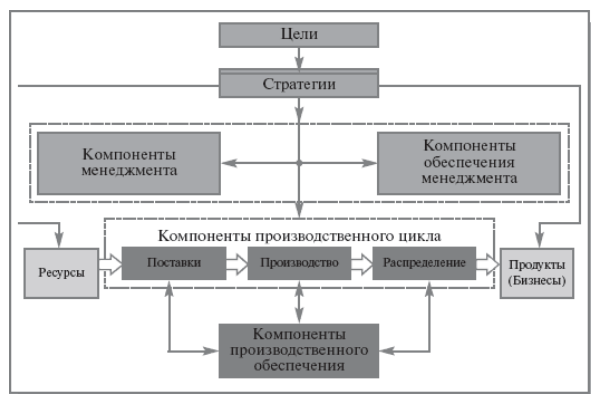 Цели
Стратегии
Компоненты
менеджмента
Компоненты
обеспечения
менеджмента
Компоненты производственного цикла
Ресурсы
Поставки
Производство
Распределение
Продукты
(Бизнесы)
Компоненты
производственного
обеспечения